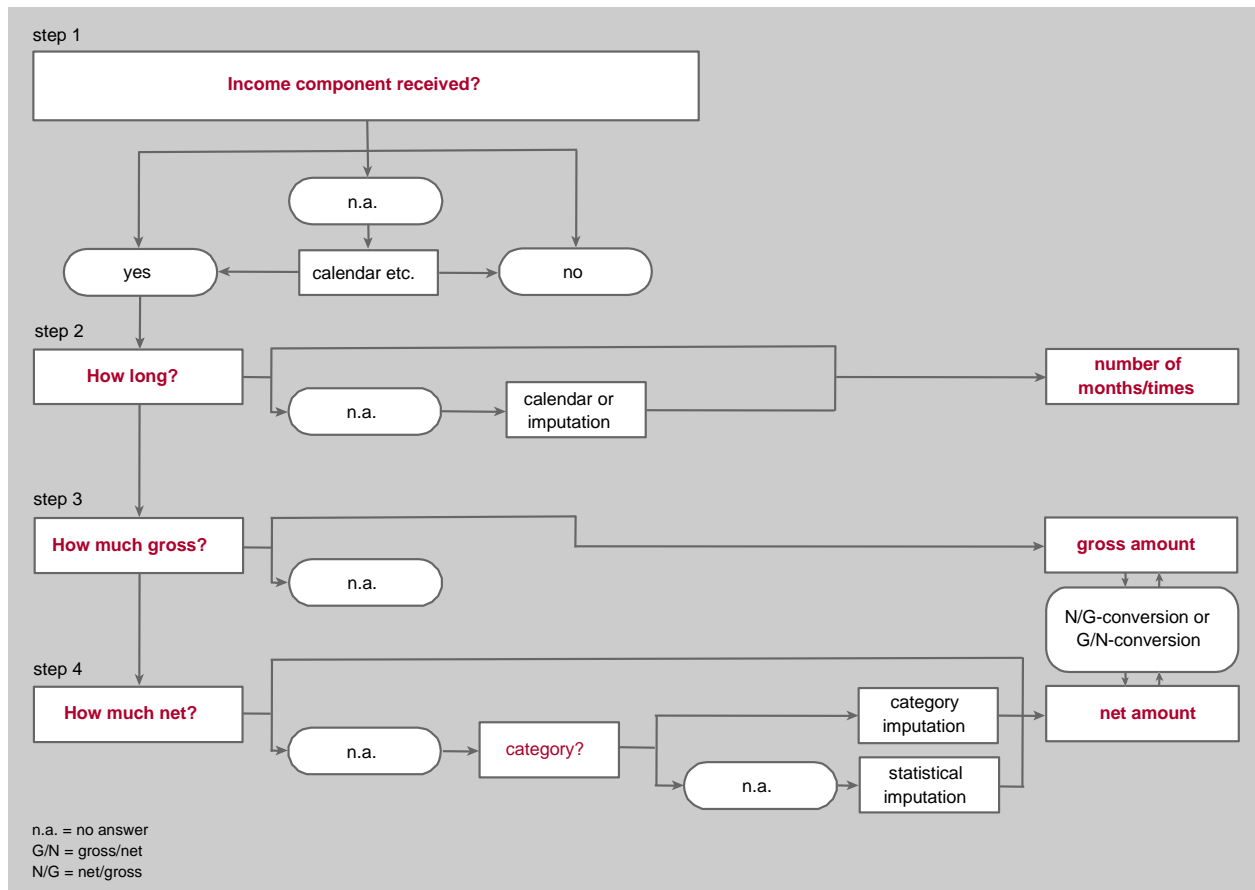 step 1
Income component received?
n.a.
yes
calendar etc.
no
step 2
How long?
n.a.
calendar or
imputation
number of
months/times
step 3
How much gross?
n.a.
gross amount
N/G-conversion or
G/N-conversion
step 4
How much net?
n.a.
category?
category
imputation
n.a.
statistical
imputation
net amount
n.a. = no answer
G/N = gross/net
N/G = net/gross